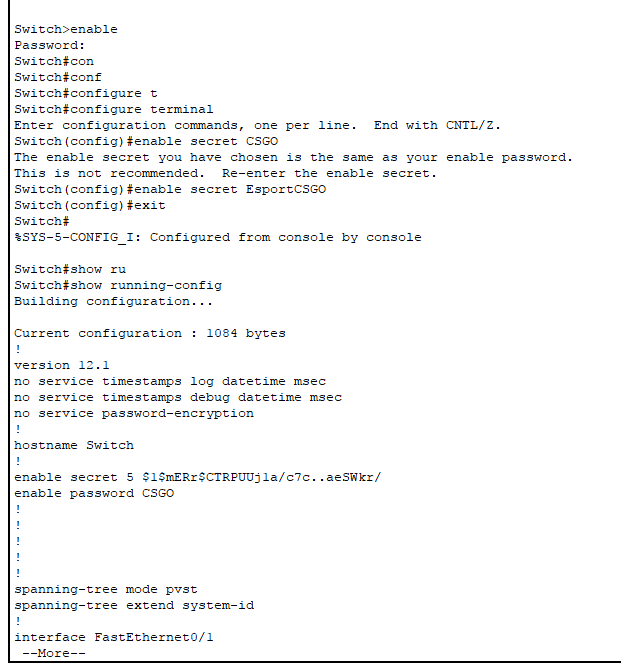 Switch>enable
Password:
Switch#con
Switch#conf
Switch#configure t
Switch#configure terminal
Enter configuration commands, one per line.  End with CNTL/Z.
Switch(config)#enable secret CSGO
The enable secret you have chosen is the same as your enable password.
This is not recommended.  Re-enter the enable secret.
Switch(config)#enable secret EsportCSGO
Switch(config)#exit
Switch#
%SYS-5-CONFIG_I: Configured from console by console

Switch#show ru
Switch#show running-config
Building configuration...

Current configuration : 1084 bytes
!
version 12.1
no service timestamps log datetime msec
no service timestamps debug datetime msec
no service password-encryption
!
hostname Switch
!
enable secret 5 $1$mERr$CTRPUUj1a/c7c..aeSWkr/
enable password CSGO
!
!
!
!
!
spanning-tree mode pvst
spanning-tree extend system-id
!
interface FastEthernet0/1
 --More--